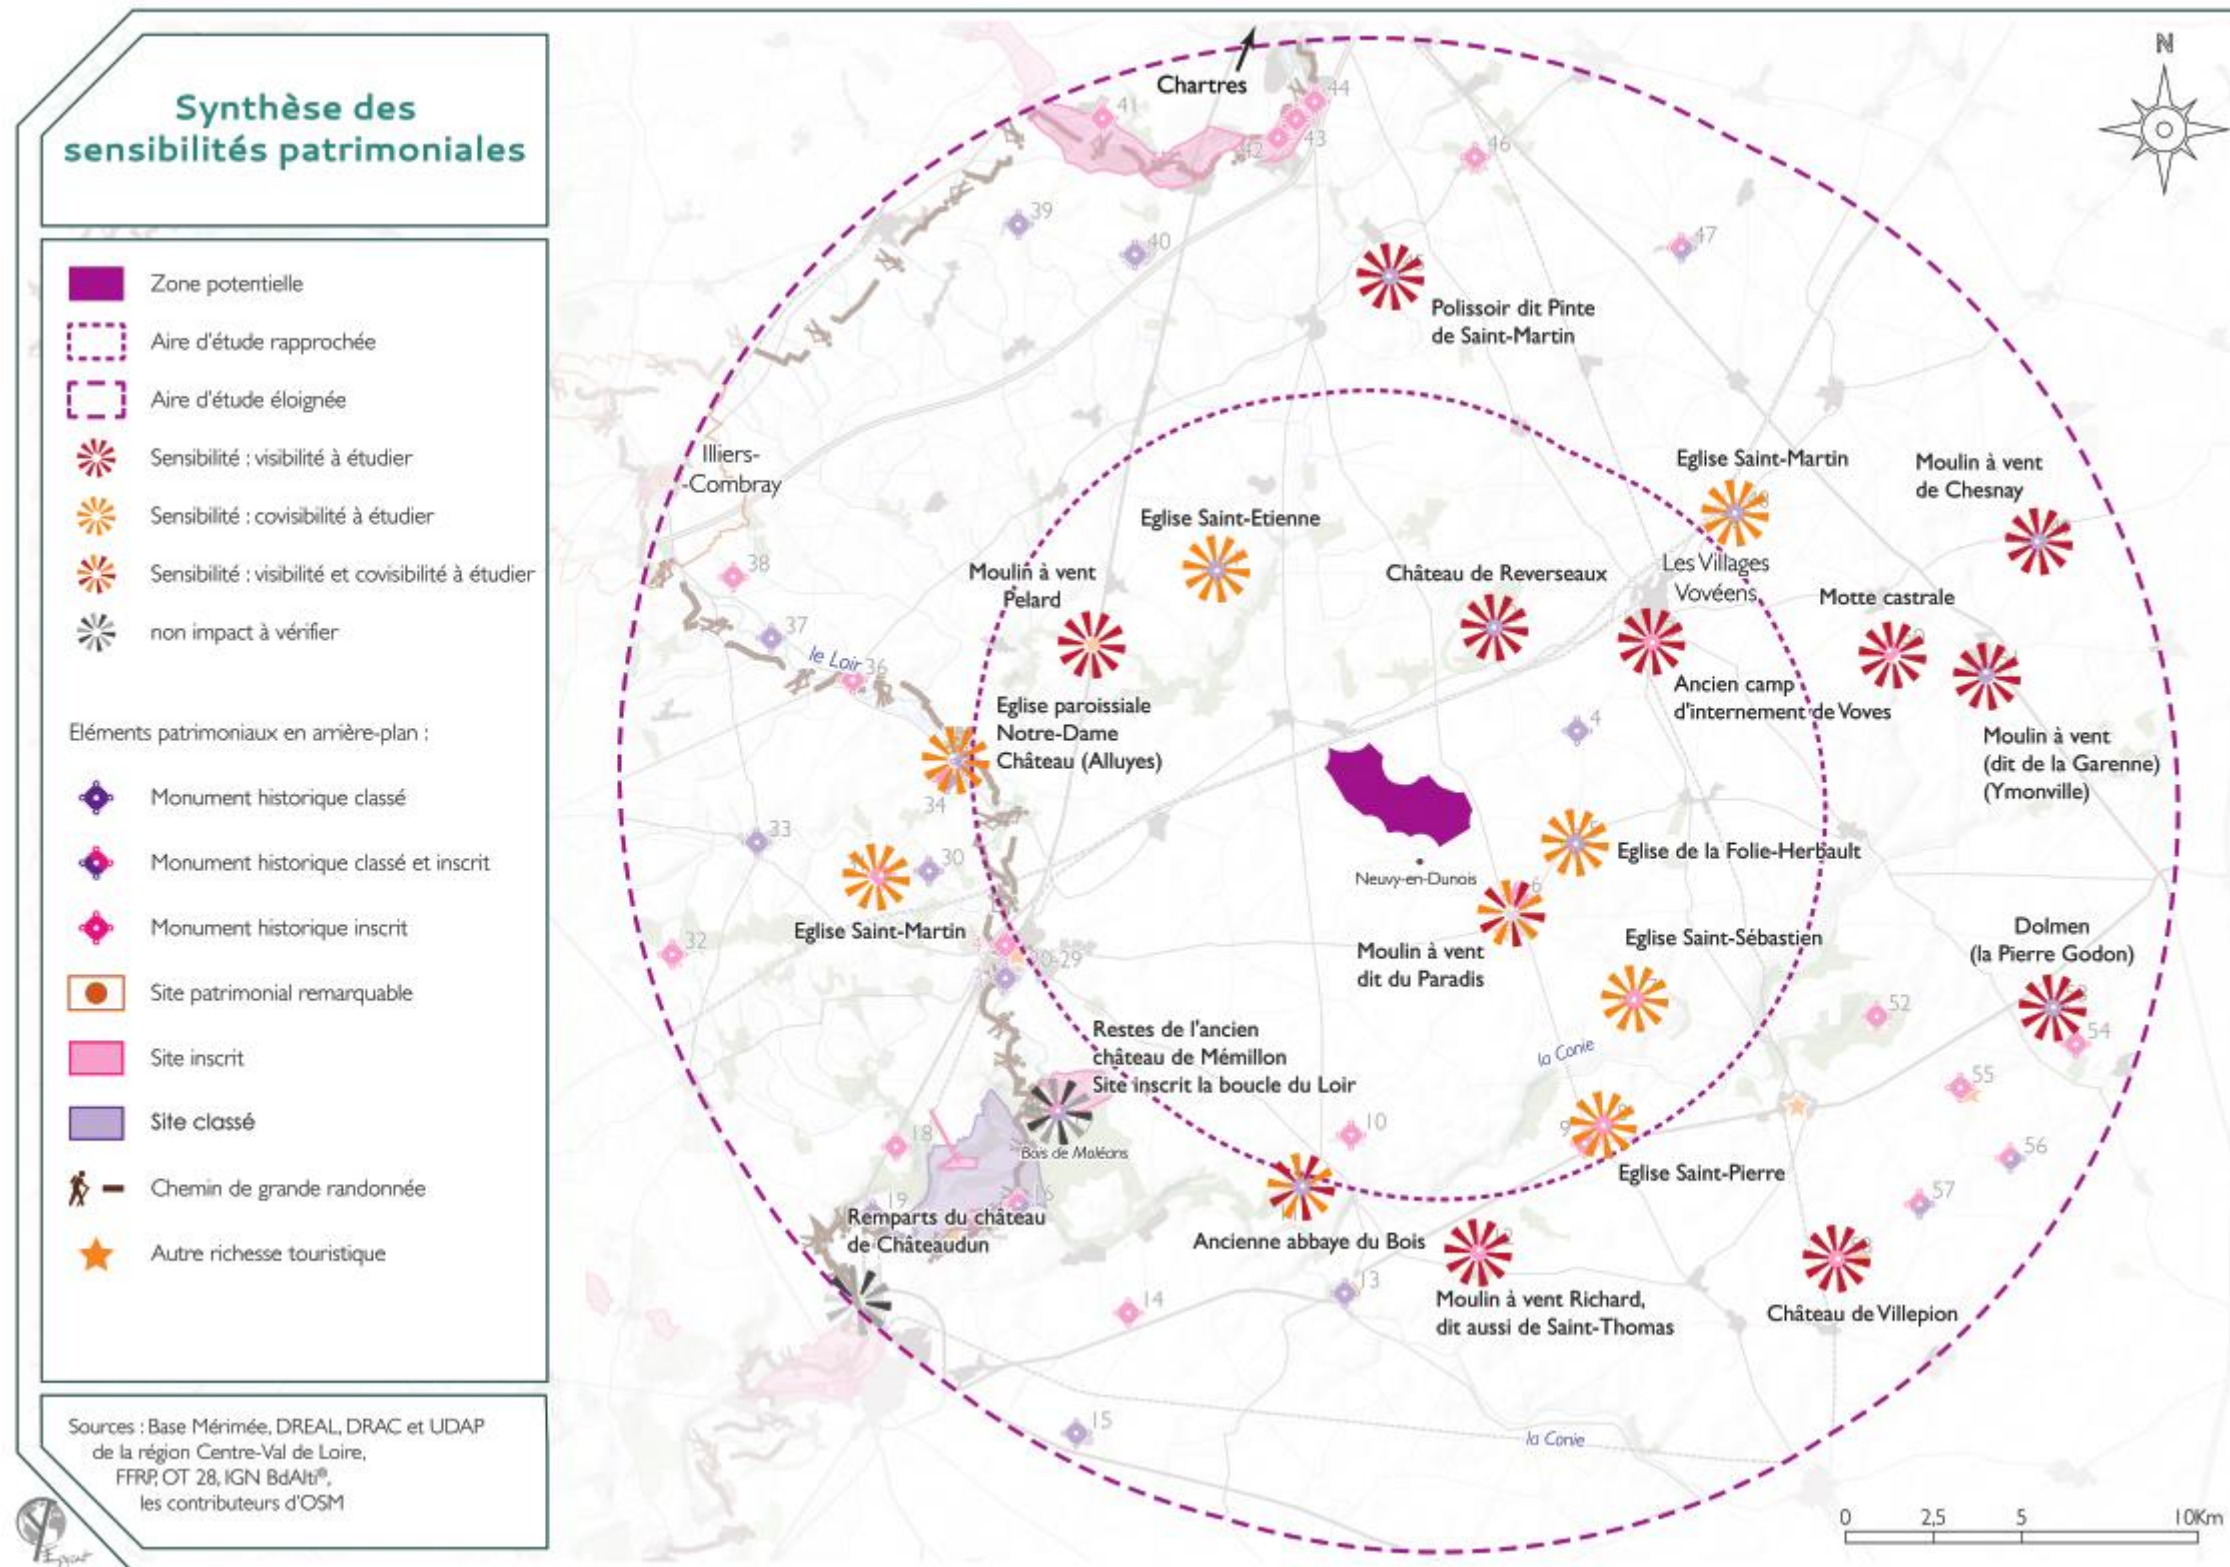 Synthèse des
sensibilités patrimoniales
Zone potentielle
Aire d'étude rapprochée
Aire d'étude éloignée
Sensibilité : visibilité à étudier
Sensibilité : covisibilité à étudier
Sensibilité : visibilité et covisibilité à étudier
non impact à vérifier
Eléments patrimoniaux en arrière-plan :
Monument historique classé
Monument historique classé et inscrit
Monument historique inscrit
Site patrimonial remarquable
Site inscrit
Site classé
Chemin de grande randonnée
Autre richesse touristique
Sources : Base Mérimée, DREAL, DRAC et UDAP
de la région Centre-Val de Loire,
FFRP, OT 28, IGN BdAlti®,
les contributeurs d'OSM
N
Chartres
41
44
42
43
46
39
40
47
Polissoir dit Pinte
de Saint-Martin
Illiers-
-Combray
Eglise Saint-Martin
Moulin à vent
de Chesnay
Eglise Saint-Etienne
Moulin à vent
Pelard
Château de Reverseaux
Les Villages
Vovéens
Motte castrale
38
37
le Loir
36
Ancien camp
d'internement de Voves
Eglise paroissiale
Notre-Dame
Château (Alluyes)
4
Moulin à vent
(dit de la Garenne)
(Ymonville)
34
33
30
Eglise de la Folie-Herbault
Neuvy-en-Dunois
6
Eglise Saint-Martin
32
20-29
Moulin à vent
dit du Paradis
Eglise Saint-Sébastien
Dolmen
(la Pierre Godon)
52
54
Restes de l'ancien
château de Mémillon
Site inscrit la boucle du Loir
la Conie
55
10
9
18
Bois de Moléans
56
Eglise Saint-Pierre
57
19
16
Remparts du château
de Châteaudun
11
Ancienne abbaye du Bois
13
14
Moulin à vent Richard,
dit aussi de Saint-Thomas
Château de Villepion
15
la Conie
0
2,5
5
10Km